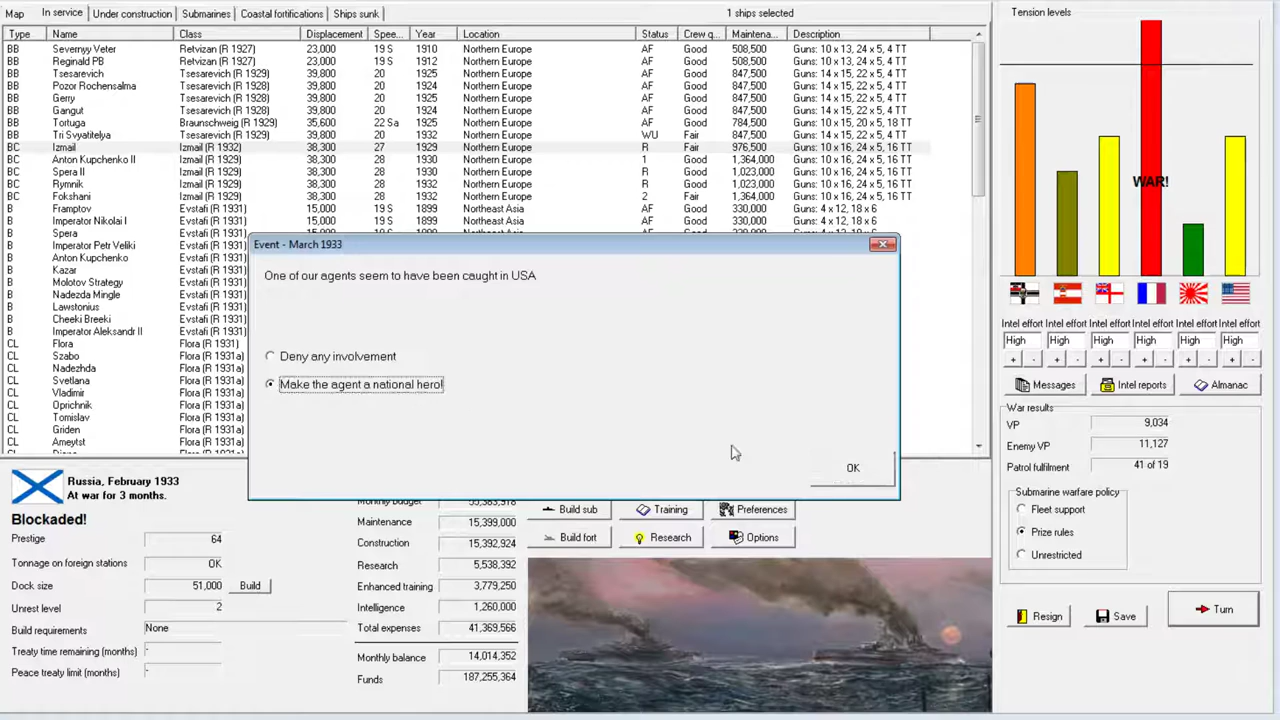 Map In service Under construction Submarines Coastal fortifications Ships sunk 1 ships selected
Type Name Class Displacement Spee... Year Location Status Crew q... Maintena... Description
BB Severnyy Veter Retvizan (R 1927) 23,000 19 S 1910 Northern Europe AF Good 508,500 Guns: 10 x 13, 24 x 5, 4 TT
BB Reginald PB Retvizan (R 1927) 23,000 19 S 1912 Northern Europe AF Good 508,500 Guns: 10 x 13, 24 x 5, 4 TT
BB Tsesarevich Tsesarevich (R 1929) 39,800 20 1925 Northern Europe AF Good 847,500 Guns: 14 x 15, 22 x 5, 4 TT
BB Pozor Rochensalma Tsesarevich (R 1928) 39,800 20 1924 Northern Europe AF Good 847,500 Guns: 14 x 15, 22 x 5, 4 TT
BB Gerry Tsesarevich (R 1928) 39,800 20 1925 Northern Europe AF Good 847,500 Guns: 14 x 15, 22 x 5, 4 TT
BB Gangut Tsesarevich (R 1928) 39,800 20 1924 Northern Europe AF Good 847,500 Guns: 14 x 15, 22 x 5, 4 TT
BB Tortuga Braunschweig (R 1929) 35,600 22 Sa 1925 Northern Europe AF Good 784,500 Guns: 10 x 15, 20 x 5, 18 TT
BB Tri Svyatitelya Tsesarevich (R 1929) 39,800 20 1932 Northern Europe WU Fair 847,500 Guns: 14 x 15, 22 x 5, 4 TT
BC Izmail Izmail (R 1932) 38,300 27 1929 Northern Europe R Fair 976,500 Guns: 10 x 16, 24 x 5, 16 TT
BC Anton Kupchenko II Izmail (R 1929) 38,300 28 1930 Northern Europe 1 Good 1,364,000 Guns: 10 x 16, 24 x 5, 16 TT
BC Spera II Izmail (R 1929) 38,300 28 1931 Northern Europe R Good 1,023,000 Guns: 10 x 16, 24 x 5, 16 TT
BC Rymnik Izmail (R 1929) 38,300 28 1932 Northern Europe R Good 1,023,000 Guns: 10 x 16, 24 x 5, 16 TT
BC Fokshani Izmail (R 1929) 38,300 28 1932 Northern Europe 2 Fair 1,364,000 Guns: 10 x 16, 24 x 5, 16 TT
B Framptov Evstafi (R 1931) 15,000 19 S 1899 Northeast Asia AF Good 330,000 Guns: 4 x 12, 18 x 6
B Imperator Nikolai I Evstafi (R 1931) 15,000 19 S 1899 Northeast Asia AF Good 330,000 Guns: 4 x 12, 18 x 6
B Spera Evstafi (R 1931)
B Imperator Petr Veliki Evstafi (R 1931)
B Anton Kupchenko Evstafi (R 1931)
B Kazar Evstafi (R 1931)
B Molotov Strategy Evstafi (R 1931)
B Nadezda Mingle Evstafi (R 1931)
B Lawstonius Evstafi (R 1931)
B Cheeki Breeki Evstafi (R 1931)
B Imperator Aleksandr II Evstafi (R 1931)
CL Flora Flora (R 1931)
CL Szabo Flora (R 1931a)
CL Nadezhda Flora (R 1931a)
CL Svetlana Flora (R 1931a)
CL Vladimir Flora (R 1931a)
CL Oprichnik Flora (R 1931a)
CL Tomislav Flora (R 1931a)
CL Griden Flora (R 1931a)
CL Ameytst Flora (R 1931a)
Event - March 1933
One of our agents seem to have been caught in USA
Deny any involvement
Make the agent a national hero!
OK
Russia, February 1933
At war for 3 months.
Blockaded!
Prestige 64
Tonnage on foreign stations OK
Dock size 51,000 Build
Unrest level 2
Build requirements None
Treaty time remaining (months) -
Peace treaty limit (months) -
Monthly budget 55,383,918
Maintenance 15,399,000
Construction 15,392,924
Research 5,538,392
Enhanced training 3,779,250
Intelligence 1,260,000
Total expenses 41,369,566
Monthly balance 14,014,352
Funds 187,255,364
Build sub Training Preferences
Build fort Research Options
Tension levels
WAR!
Intel effort Intel effort Intel effort Intel effort Intel effort Intel effort
High High High High High High
+ - + - + - + - + - + -
Messages Intel reports Almanac
War results
VP 9,034
Enemy VP 11,127
Patrol fulfilment 41 of 19
Submarine warfare policy
Fleet support
Prize rules
Unrestricted
Resign Save Turn